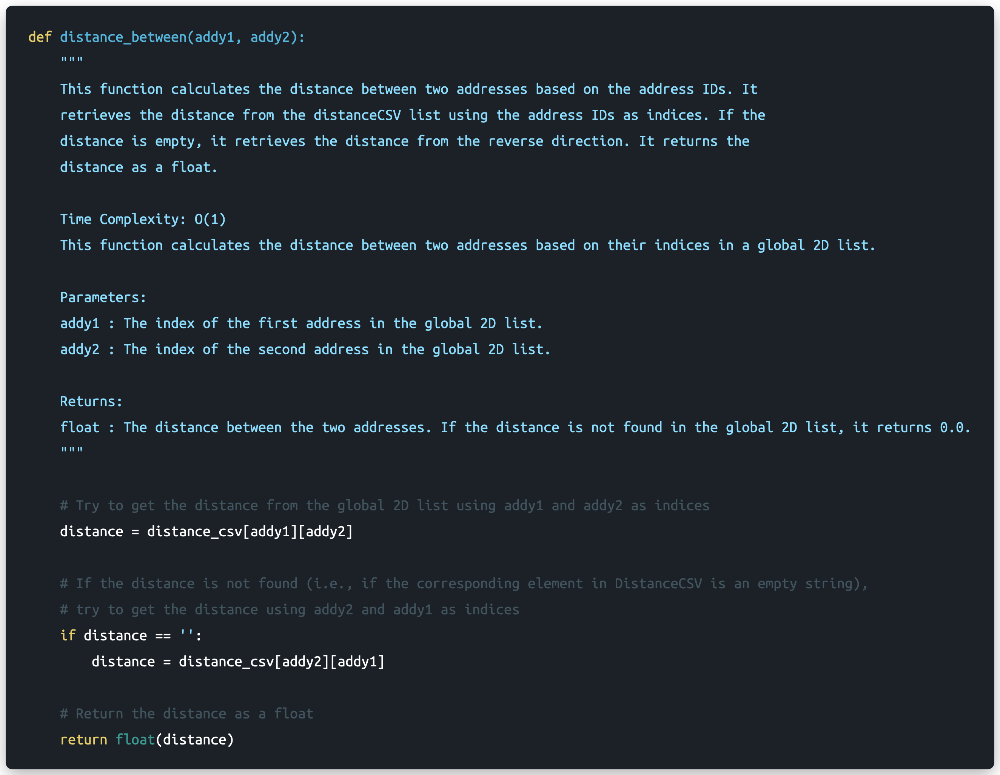 def distance_between(addy1, addy2):
    """
    This function calculates the distance between two addresses based on the address IDs. It
    retrieves the distance from the distanceCSV list using the address IDs as indices. If the
    distance is empty, it retrieves the distance from the reverse direction. It returns the
    distance as a float.

    Time Complexity: O(1)
    This function calculates the distance between two addresses based on their indices in a global 2D list.

    Parameters:
    addy1 : The index of the first address in the global 2D list.
    addy2 : The index of the second address in the global 2D list.

    Returns:
    float : The distance between the two addresses. If the distance is not found in the global 2D list, it returns 0.0.
    """

    # Try to get the distance from the global 2D list using addy1 and addy2 as indices
    distance = distance_csv[addy1][addy2]

    # If the distance is not found (i.e., if the corresponding element in DistanceCSV is an empty string),
    # try to get the distance using addy2 and addy1 as indices
    if distance == '':
        distance = distance_csv[addy2][addy1]

    # Return the distance as a float
    return float(distance)